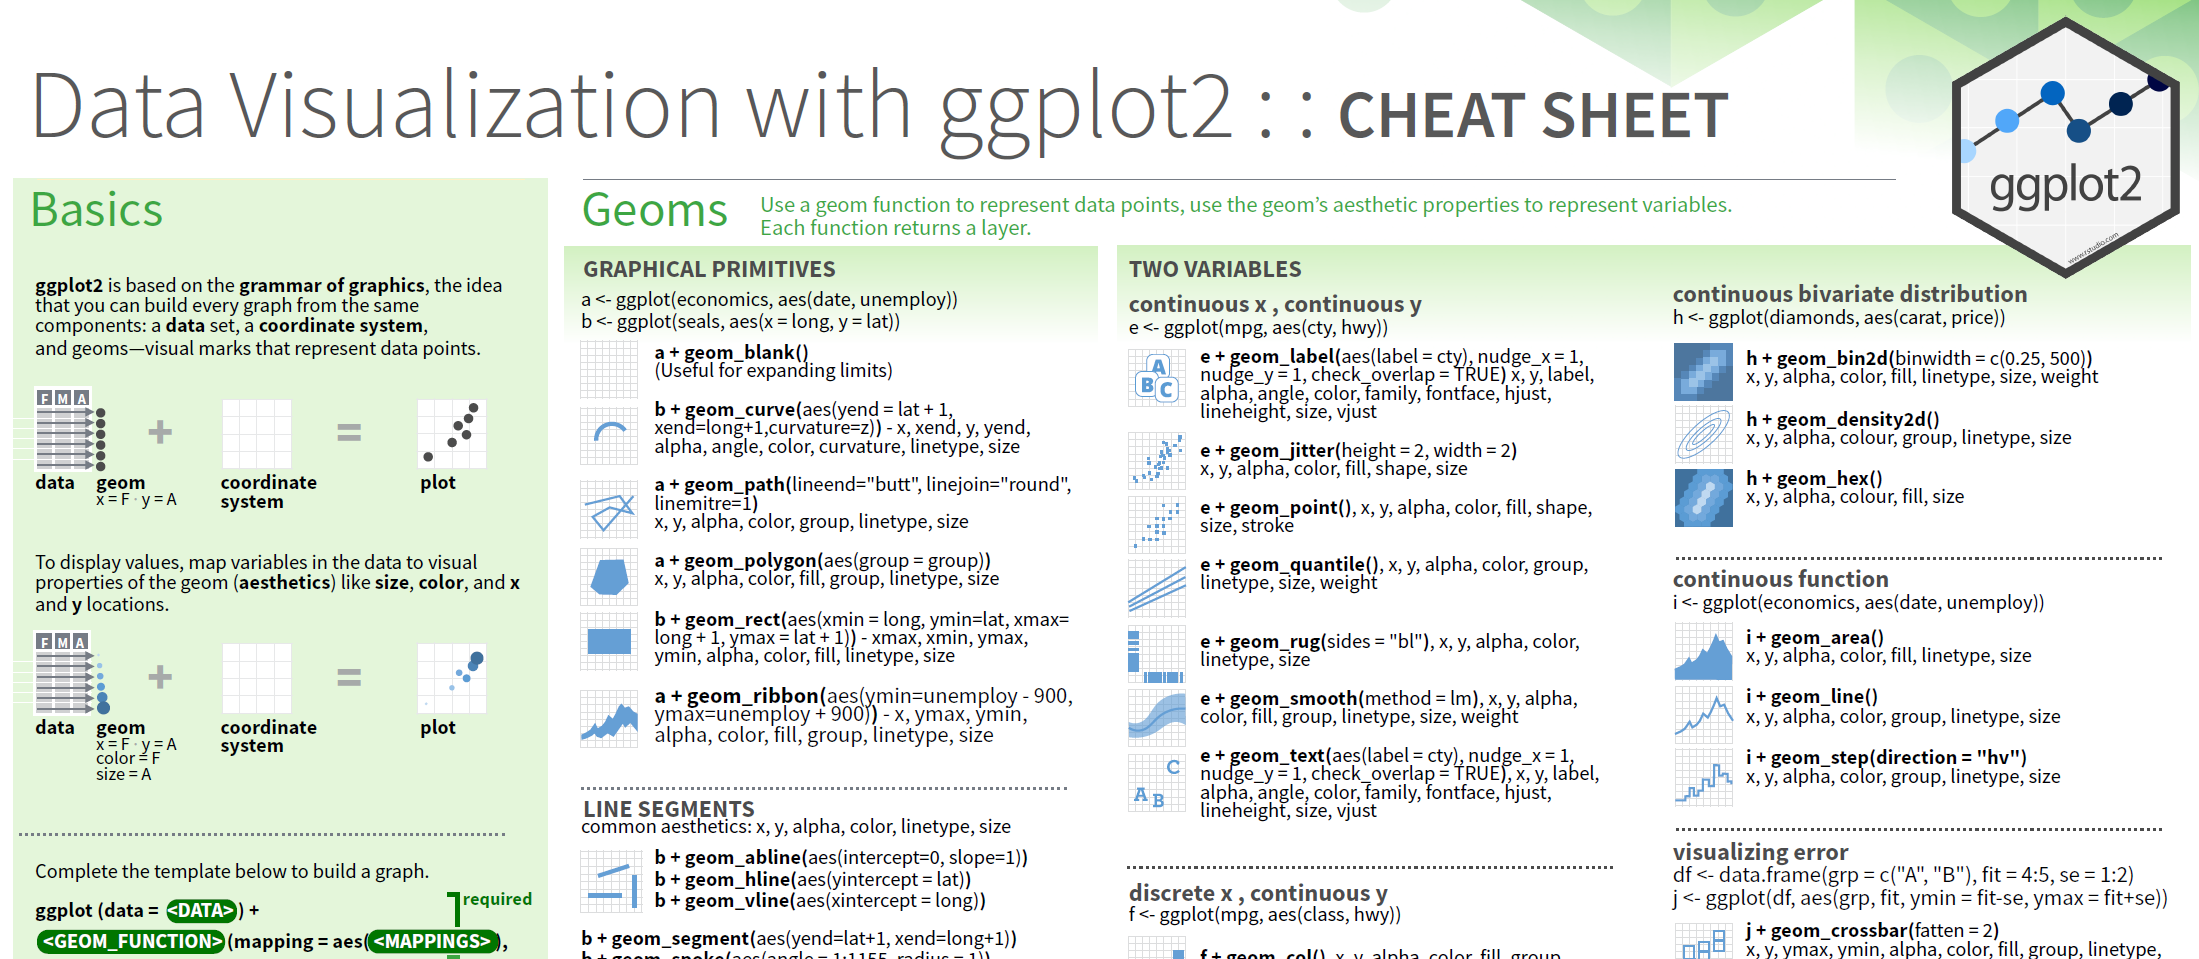 Data Visualization with ggplot2 : : CHEAT SHEET
ggplot2
www.rstudio.com
Basics
ggplot2 is based on the grammar of graphics, the idea
that you can build every graph from the same
components: a data set, a coordinate system,
and geoms—visual marks that represent data points.
F M A
+ =
data geom coordinate plot
x = F · y = A system
To display values, map variables in the data to visual
properties of the geom (aesthetics) like size, color, and x
and y locations.
F M A
+ =
data geom coordinate plot
x = F · y = A system
color = F
size = A
Complete the template below to build a graph.
required
ggplot (data = <DATA>) +
<GEOM_FUNCTION>(mapping = aes(<MAPPINGS>),
Geoms
Use a geom function to represent data points, use the geom’s aesthetic properties to represent variables.
Each function returns a layer.
GRAPHICAL PRIMITIVES
a <- ggplot(economics, aes(date, unemploy))
b <- ggplot(seals, aes(x = long, y = lat))
a + geom_blank()
(Useful for expanding limits)
b + geom_curve(aes(yend = lat + 1,
xend=long+1,curvature=z)) - x, xend, y, yend,
alpha, angle, color, curvature, linetype, size
a + geom_path(lineend="butt", linejoin="round",
linemitre=1)
x, y, alpha, color, group, linetype, size
a + geom_polygon(aes(group = group))
x, y, alpha, color, fill, group, linetype, size
b + geom_rect(aes(xmin = long, ymin=lat, xmax=
long + 1, ymax = lat + 1)) - xmax, xmin, ymax,
ymin, alpha, color, fill, linetype, size
a + geom_ribbon(aes(ymin=unemploy - 900,
ymax=unemploy + 900)) - x, ymax, ymin,
alpha, color, fill, group, linetype, size
LINE SEGMENTS
common aesthetics: x, y, alpha, color, linetype, size
b + geom_abline(aes(intercept=0, slope=1))
b + geom_hline(aes(yintercept = lat))
b + geom_vline(aes(xintercept = long))
b + geom_segment(aes(yend=lat+1, xend=long+1))
b + geom_spoke(aes(angle = 1:1155, radius = 1))
TWO VARIABLES
continuous x , continuous y
e <- ggplot(mpg, aes(cty, hwy))
A
B C
e + geom_label(aes(label = cty), nudge_x = 1,
nudge_y = 1, check_overlap = TRUE) x, y, label,
alpha, angle, color, family, fontface, hjust,
lineheight, size, vjust
e + geom_jitter(height = 2, width = 2)
x, y, alpha, color, fill, shape, size
e + geom_point(), x, y, alpha, color, fill, shape,
size, stroke
e + geom_quantile(), x, y, alpha, color, group,
linetype, size, weight
e + geom_rug(sides = "bl"), x, y, alpha, color,
linetype, size
e + geom_smooth(method = lm), x, y, alpha,
color, fill, group, linetype, size, weight
C
A B
e + geom_text(aes(label = cty), nudge_x = 1,
nudge_y = 1, check_overlap = TRUE), x, y, label,
alpha, angle, color, family, fontface, hjust,
lineheight, size, vjust
discrete x , continuous y
f <- ggplot(mpg, aes(class, hwy))
f + geom_col(), x, y, alpha, color, fill, group,
continuous bivariate distribution
h <- ggplot(diamonds, aes(carat, price))
h + geom_bin2d(binwidth = c(0.25, 500))
x, y, alpha, color, fill, linetype, size, weight
h + geom_density2d()
x, y, alpha, colour, group, linetype, size
h + geom_hex()
x, y, alpha, colour, fill, size
continuous function
i <- ggplot(economics, aes(date, unemploy))
i + geom_area()
x, y, alpha, color, fill, linetype, size
i + geom_line()
x, y, alpha, color, group, linetype, size
i + geom_step(direction = "hv")
x, y, alpha, color, group, linetype, size
visualizing error
df <- data.frame(grp = c("A", "B"), fit = 4:5, se = 1:2)
j <- ggplot(df, aes(grp, fit, ymin = fit-se, ymax = fit+se))
j + geom_crossbar(fatten = 2)
x, y, ymax, ymin, alpha, color, fill, group, linetype,